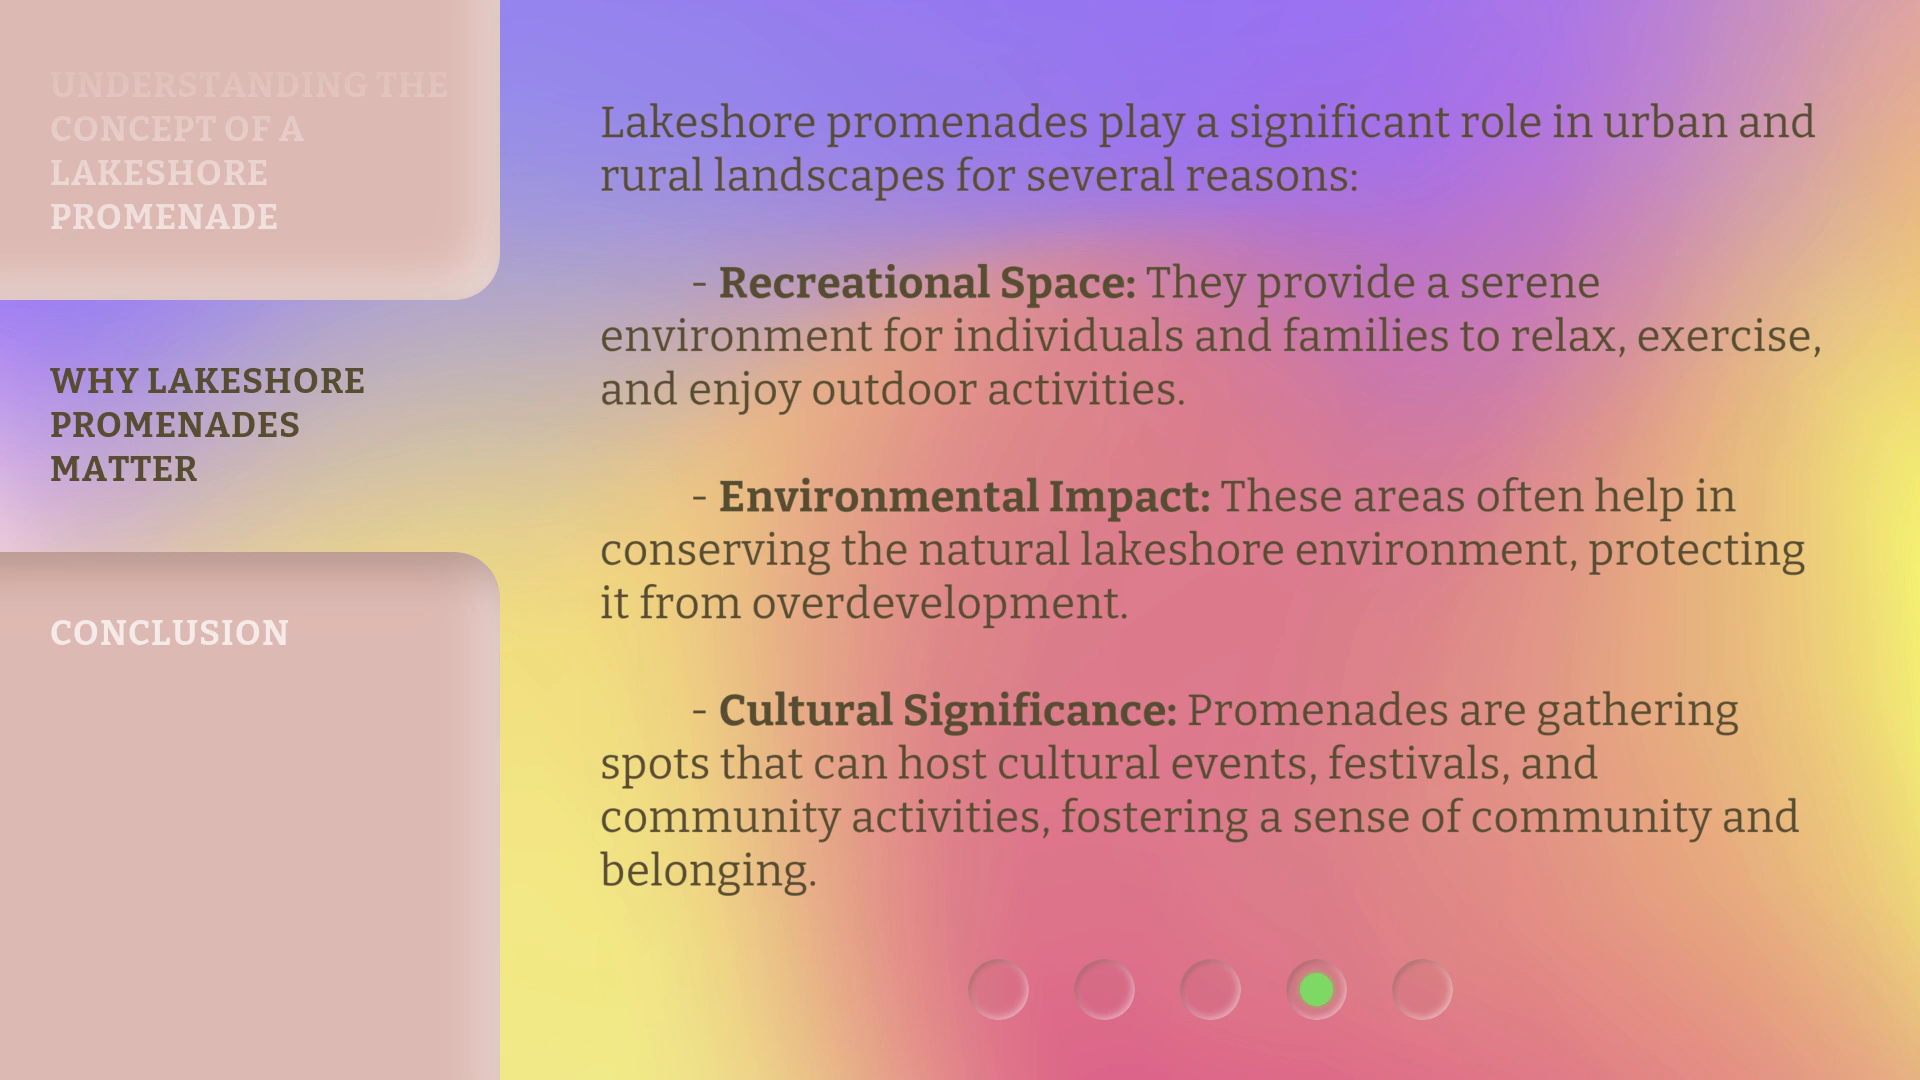 UNDERSTANDING THE
CONCEPT OF A
LAKESHORE
PROMENADE
WHY LAKESHORE
PROMENADES
MATTER
CONCLUSION
Lakeshore promenades play a significant role in urban and
rural landscapes for several reasons:
- Recreational Space: They provide a serene
environment for individuals and families to relax, exercise,
and enjoy outdoor activities.
- Environmental Impact: These areas often help in
conserving the natural lakeshore environment, protecting
it from overdevelopment.
- Cultural Significance: Promenades are gathering
spots that can host cultural events, festivals, and
community activities, fostering a sense of community and
belonging.